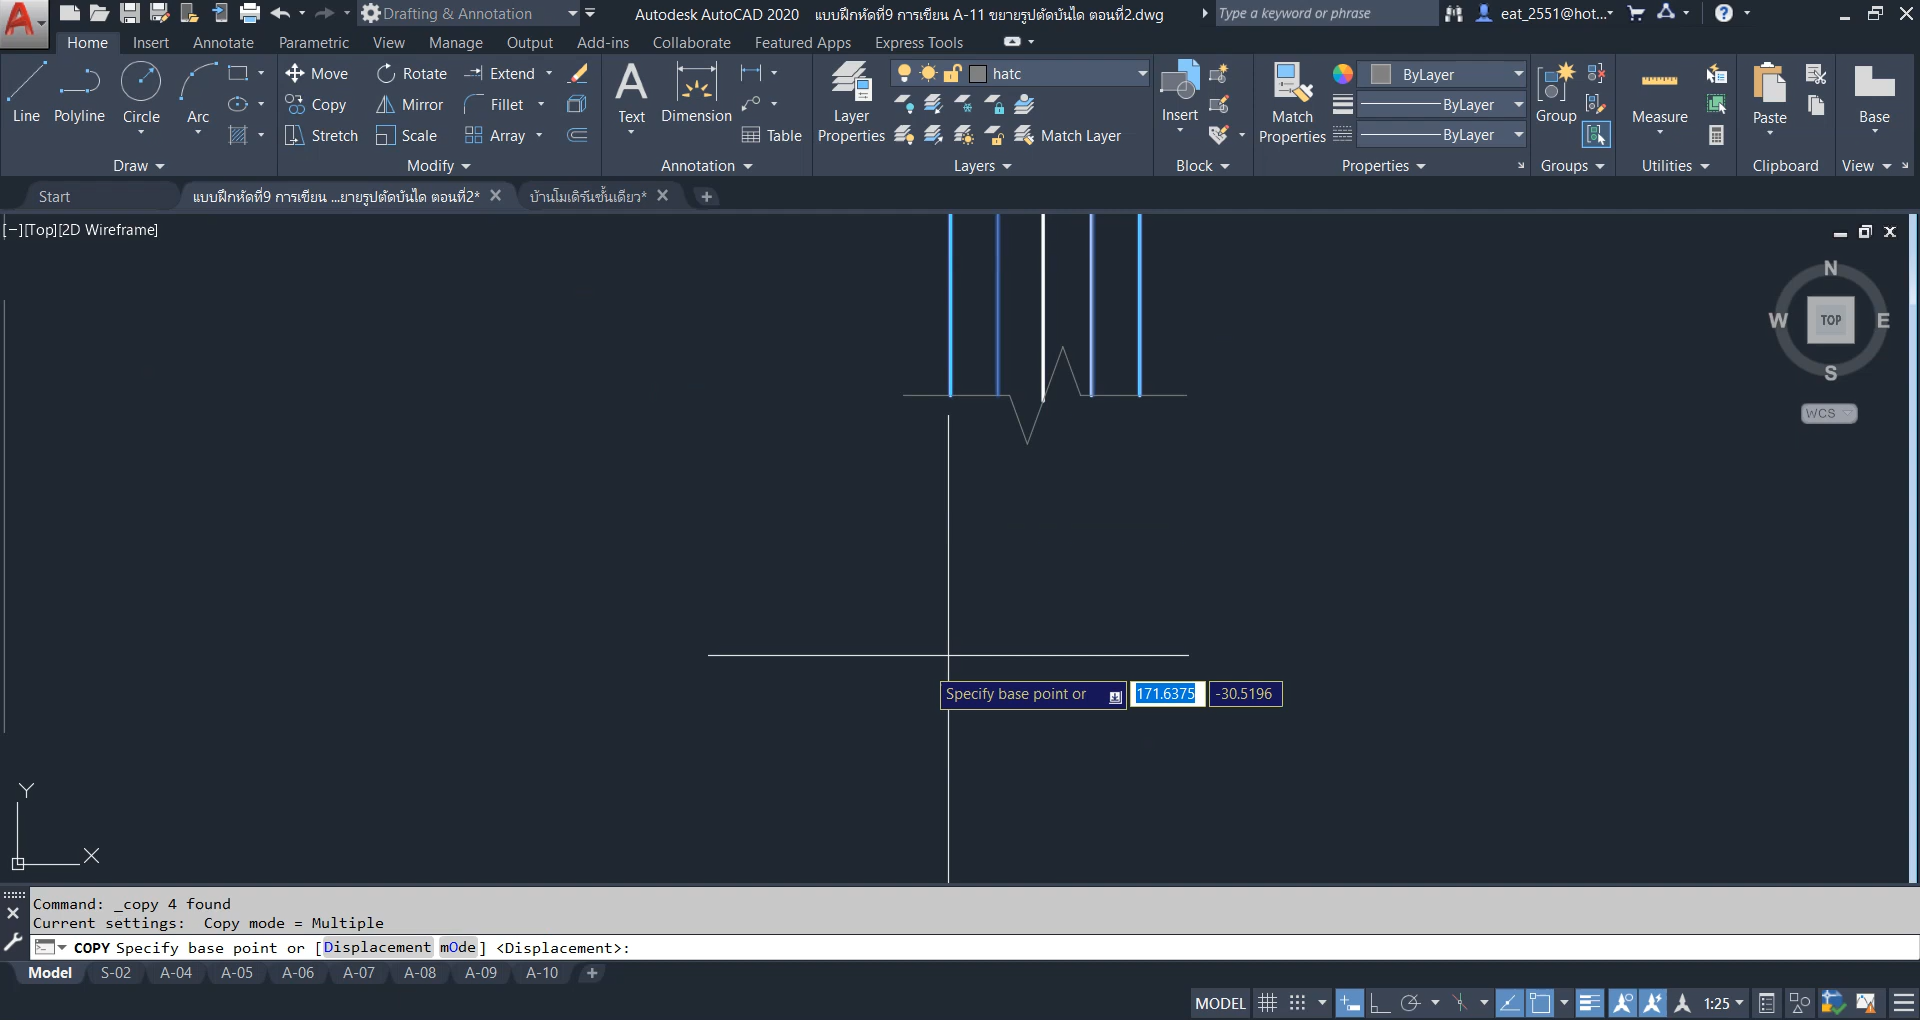 Drafting & Annotation
Autodesk AutoCAD 2020 แบบฝึกหัดที่9 การเขียน A-11 ขยายรูปตัดบันได ตอนที่2.dwg
Type a keyword or phrase
eat_2551@hot...
Home Insert Annotate Parametric View Manage Output Add-ins Collaborate Featured Apps Express Tools
Line Polyline Circle Arc
Move Rotate Extend
Copy Mirror Fillet
Stretch Scale Array
Text Dimension Table
Layer Properties
hatc
Match Layer
Insert
Match Properties
ByLayer
ByLayer
ByLayer
Group
Measure
Paste
Base
Draw Modify Annotation Layers Block Properties Groups Utilities Clipboard View
Start แบบฝึกหัดที่9 การเขียน ...ยายรูปตัดบันได ตอนที่2* บ้านโมเดิร์นชั้นเดียว*
[−][Top][2D Wireframe]
N
W TOP E
S
WCS
Specify base point or 171.6375 -30.5196
Y
X
Command: _copy 4 found
Current settings: Copy mode = Multiple
COPY Specify base point or [Displacement mOde] <Displacement>:
Model S-02 A-04 A-05 A-06 A-07 A-08 A-09 A-10
MODEL 1:25